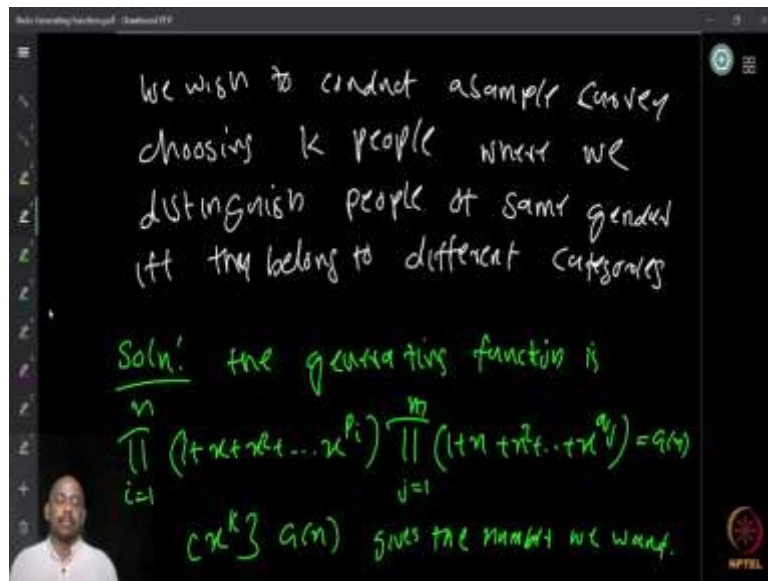 We wish to conduct a sample survey
choosing k people where we
distinguish people of same gender
iff they belong to different categories
Soln: the generating function is
n m
∏ (1+x+x²+...x^{p_i}) ∏ (1+x+x²+..+x^{q_j}) = G(x)
i=1 j=1
[x^k] G(x) gives the number we want.
NPTEL